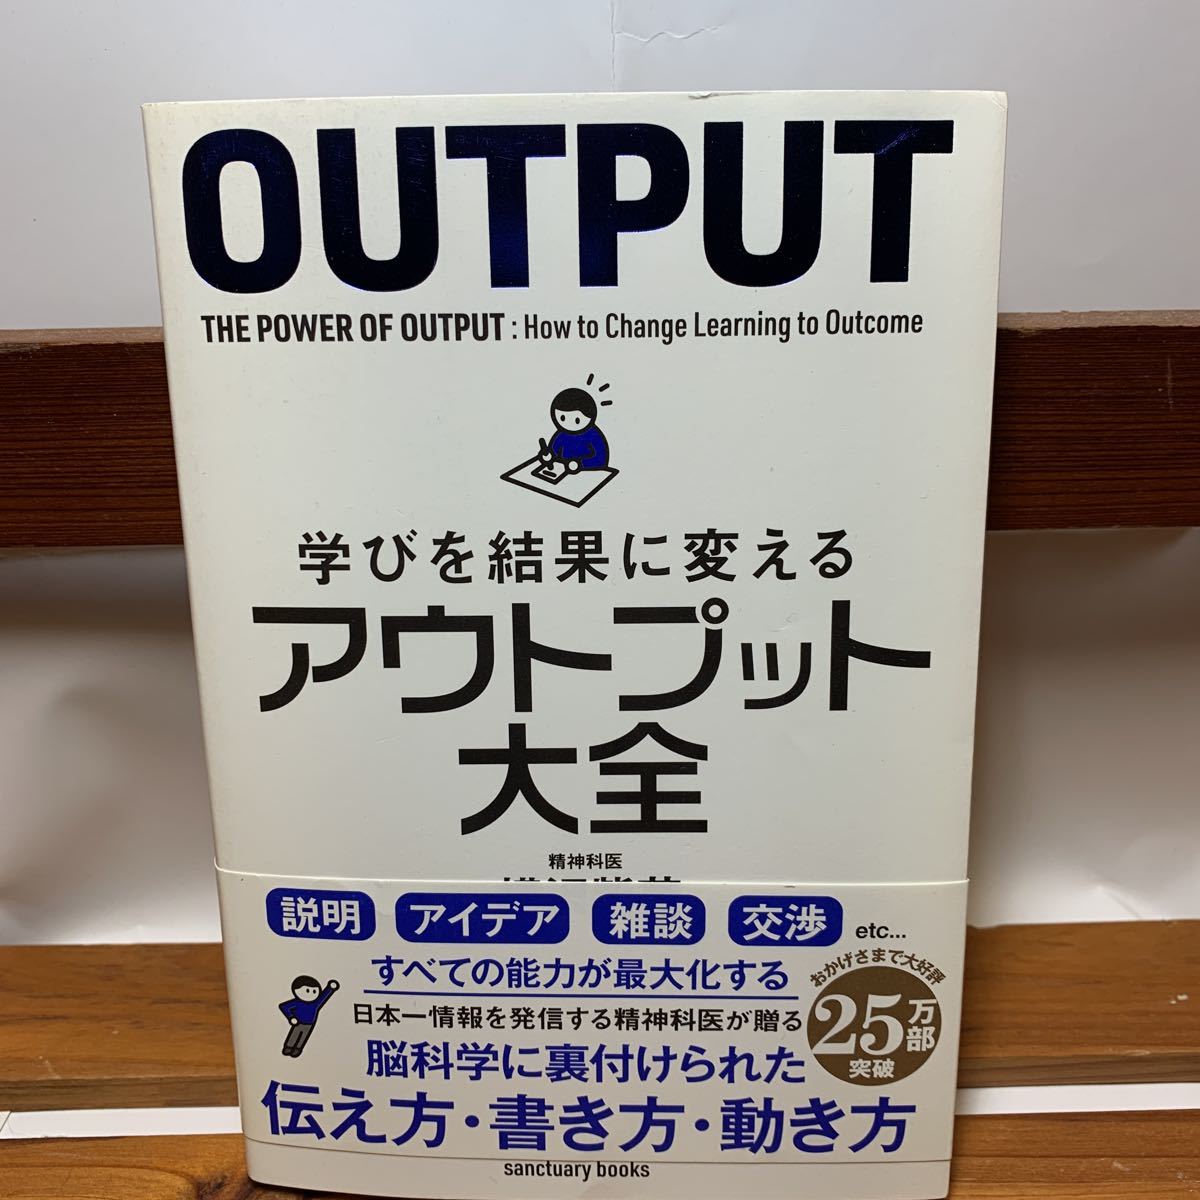 OUTPUT
THE POWER OF OUTPUT : How to Change Learning to Outcome
学びを結果に変える
アウトプット
大全
精神科医
説明 アイデア 雑談 交渉 etc...
すべての能力が最大化する
日本一情報を発信する精神科医が贈る
脳科学に裏付けられた
伝え方・書き方・動き方
おかげさまで大好評
25万部
突破
sanctuary books